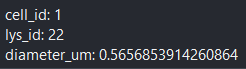 cell_id: 1
lys_id: 22
diameter_um: 0.5656853914260864